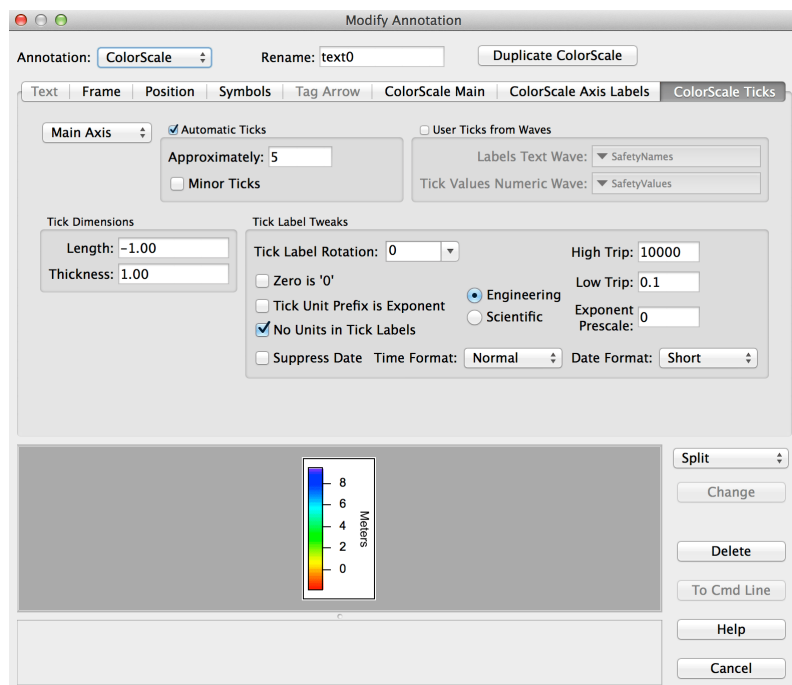 Modify Annotation
Annotation: ColorScale Rename: text0 Duplicate ColorScale
Text Frame Position Symbols Tag Arrow ColorScale Main ColorScale Axis Labels ColorScale Ticks
Main Axis Automatic Ticks User Ticks from Waves
Approximately: 5 Labels Text Wave: SafetyNames
Minor Ticks Tick Values Numeric Wave: SafetyValues
Tick Dimensions Tick Label Tweaks
Length: -1.00 Tick Label Rotation: 0 High Trip: 10000
Thickness: 1.00 Zero is '0' Low Trip: 0.1
Tick Unit Prefix is Exponent Engineering
No Units in Tick Labels Scientific Exponent Prescale: 0
Suppress Date Time Format: Normal Date Format: Short
Split
8
6
4
2
0
Meters
Change
Delete
To Cmd Line
Help
Cancel